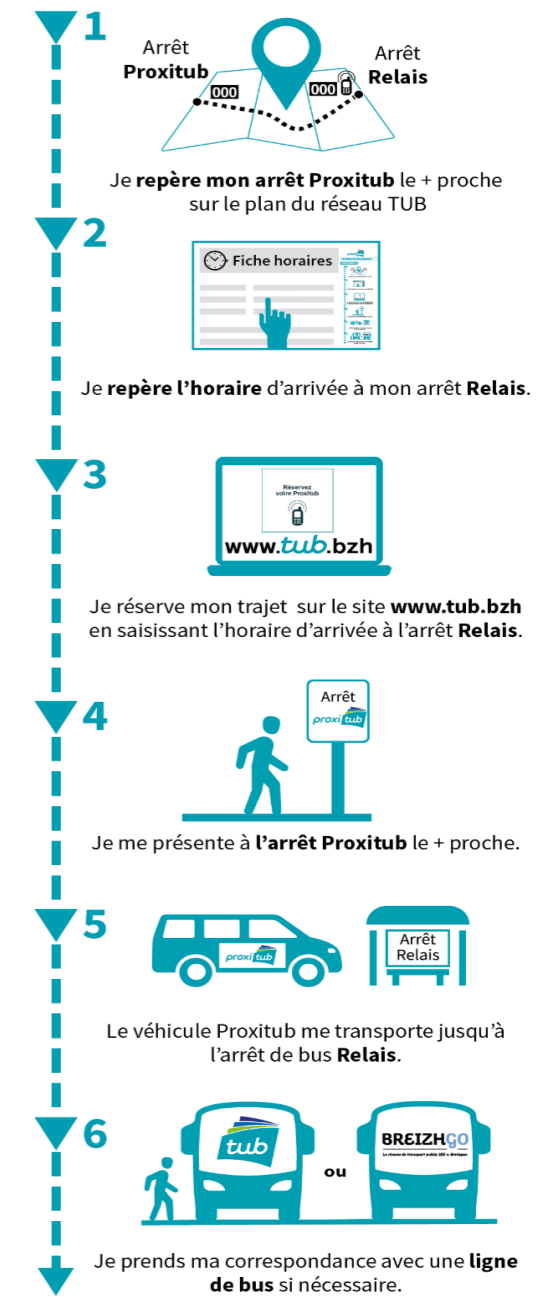 1
Arrêt
Proxitub
Arrêt
Relais
000
000
Je repère mon arrêt Proxitub le + proche
sur le plan du réseau TUB
2
Fiche horaires
Je repère l'horaire d'arrivée à mon arrêt Relais.
3
Réservez
votre Proxitub
www.tub.bzh
Je réserve mon trajet sur le site www.tub.bzh
en saisissant l'horaire d'arrivée à l'arrêt Relais.
4
Arrêt
proxitub
Je me présente à l'arrêt Proxitub le + proche.
5
proxitub
Arrêt
Relais
Le véhicule Proxitub me transporte jusqu'à
l'arrêt de bus Relais.
6
tub
ou
BREIZHGO
Je prends ma correspondance avec une ligne
de bus si nécessaire.